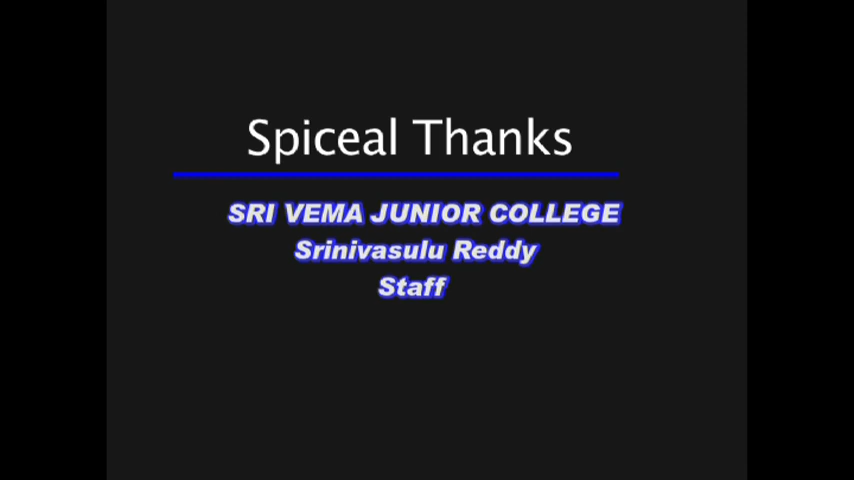 Spiceal Thanks
SRI VEMA JUNIOR COLLEGE
Srinivasulu Reddy
Staff